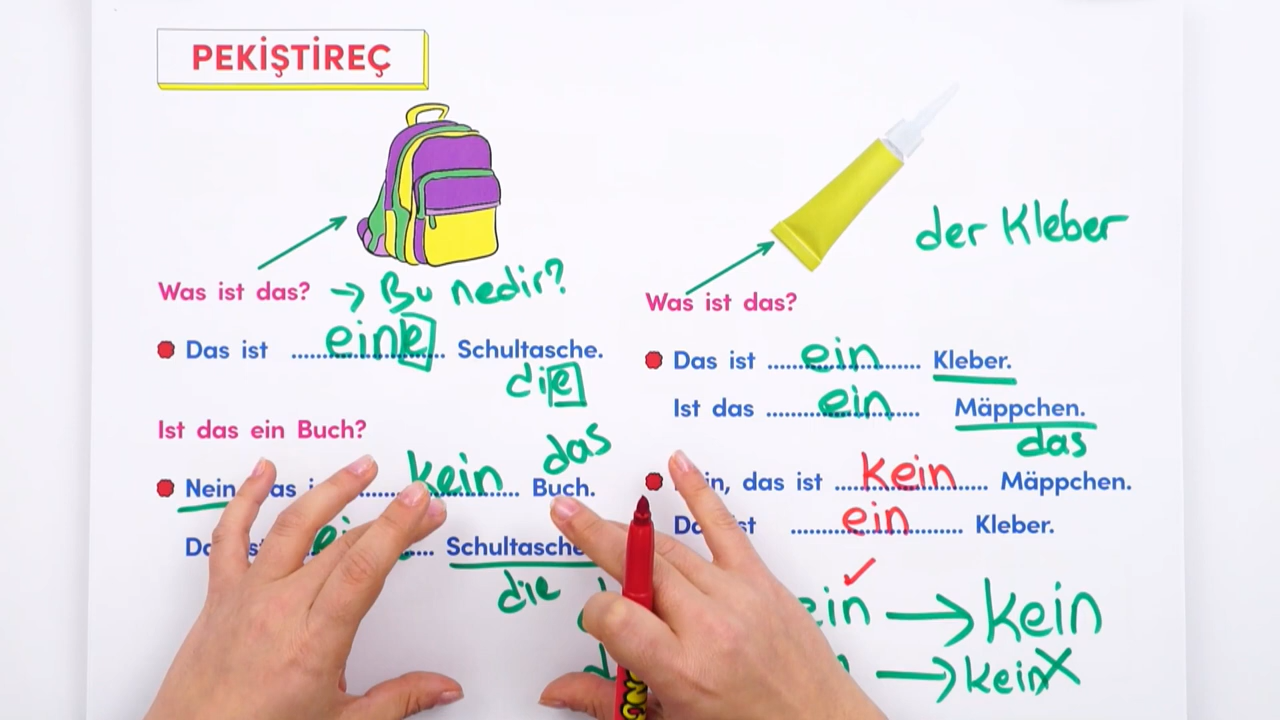 PEKİŞTİREÇ
Was ist das? → Bu nedir?
Das ist eine Schultasche.
die
Ist das ein Buch?
das
Nein kein Buch.
Schultasche
die
der Kleber
Was ist das?
Das ist ein Kleber.
Ist das ein Mäppchen.
das
das ist kein Mäppchen.
ein Kleber.
ein → kein
→ kein